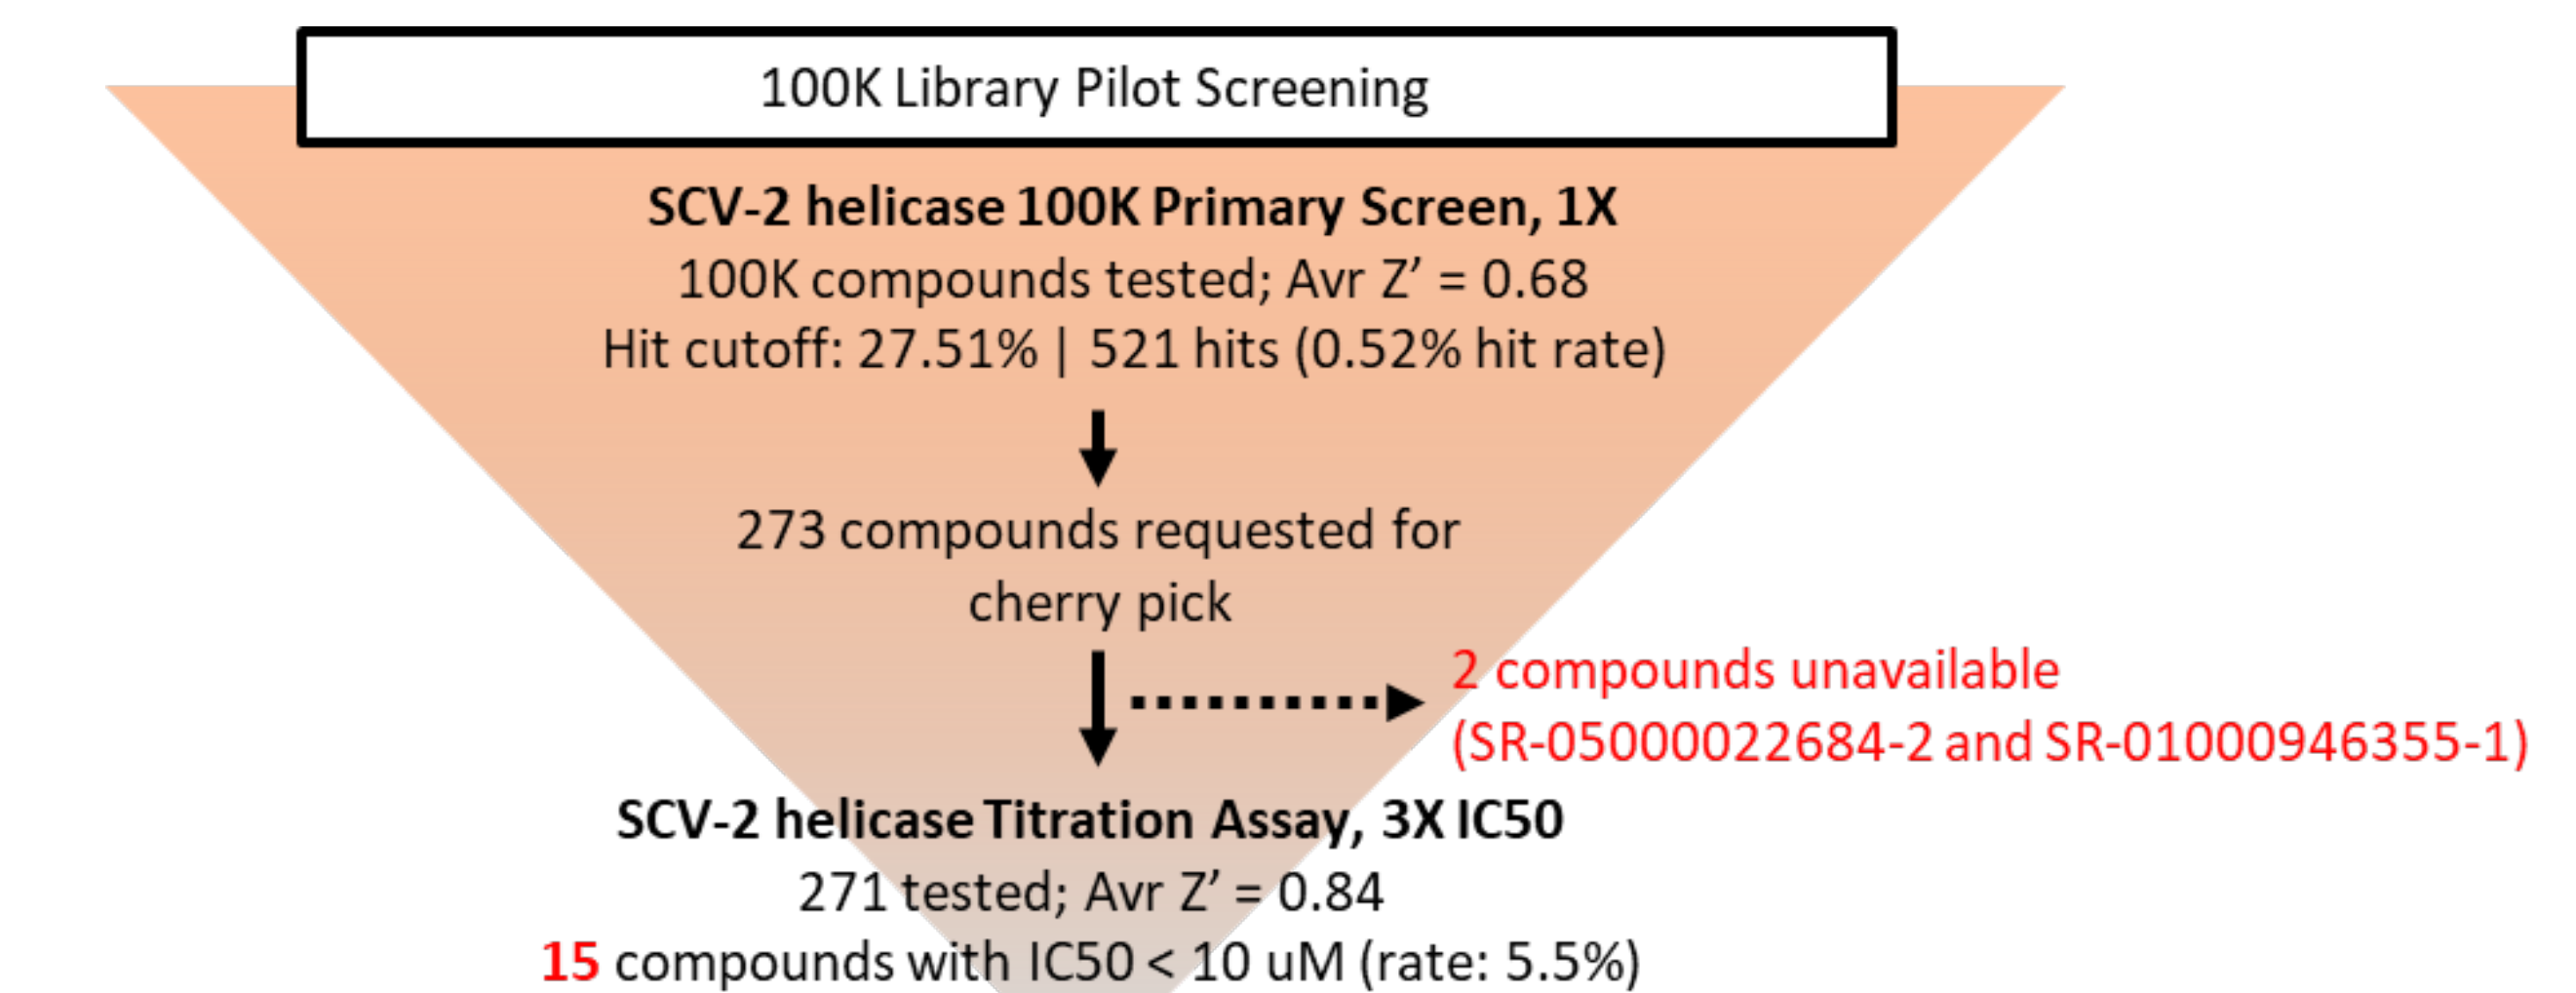 100K Library Pilot Screening
SCV-2 helicase 100K Primary Screen, 1X
100K compounds tested; Avr Z’ = 0.68
Hit cutoff: 27.51% | 521 hits (0.52% hit rate)
273 compounds requested for
cherry pick
2 compounds unavailable
(SR-05000022684-2 and SR-01000946355-1)
SCV-2 helicase Titration Assay, 3X IC50
271 tested; Avr Z’ = 0.84
15 compounds with IC50 < 10 uM (rate: 5.5%)